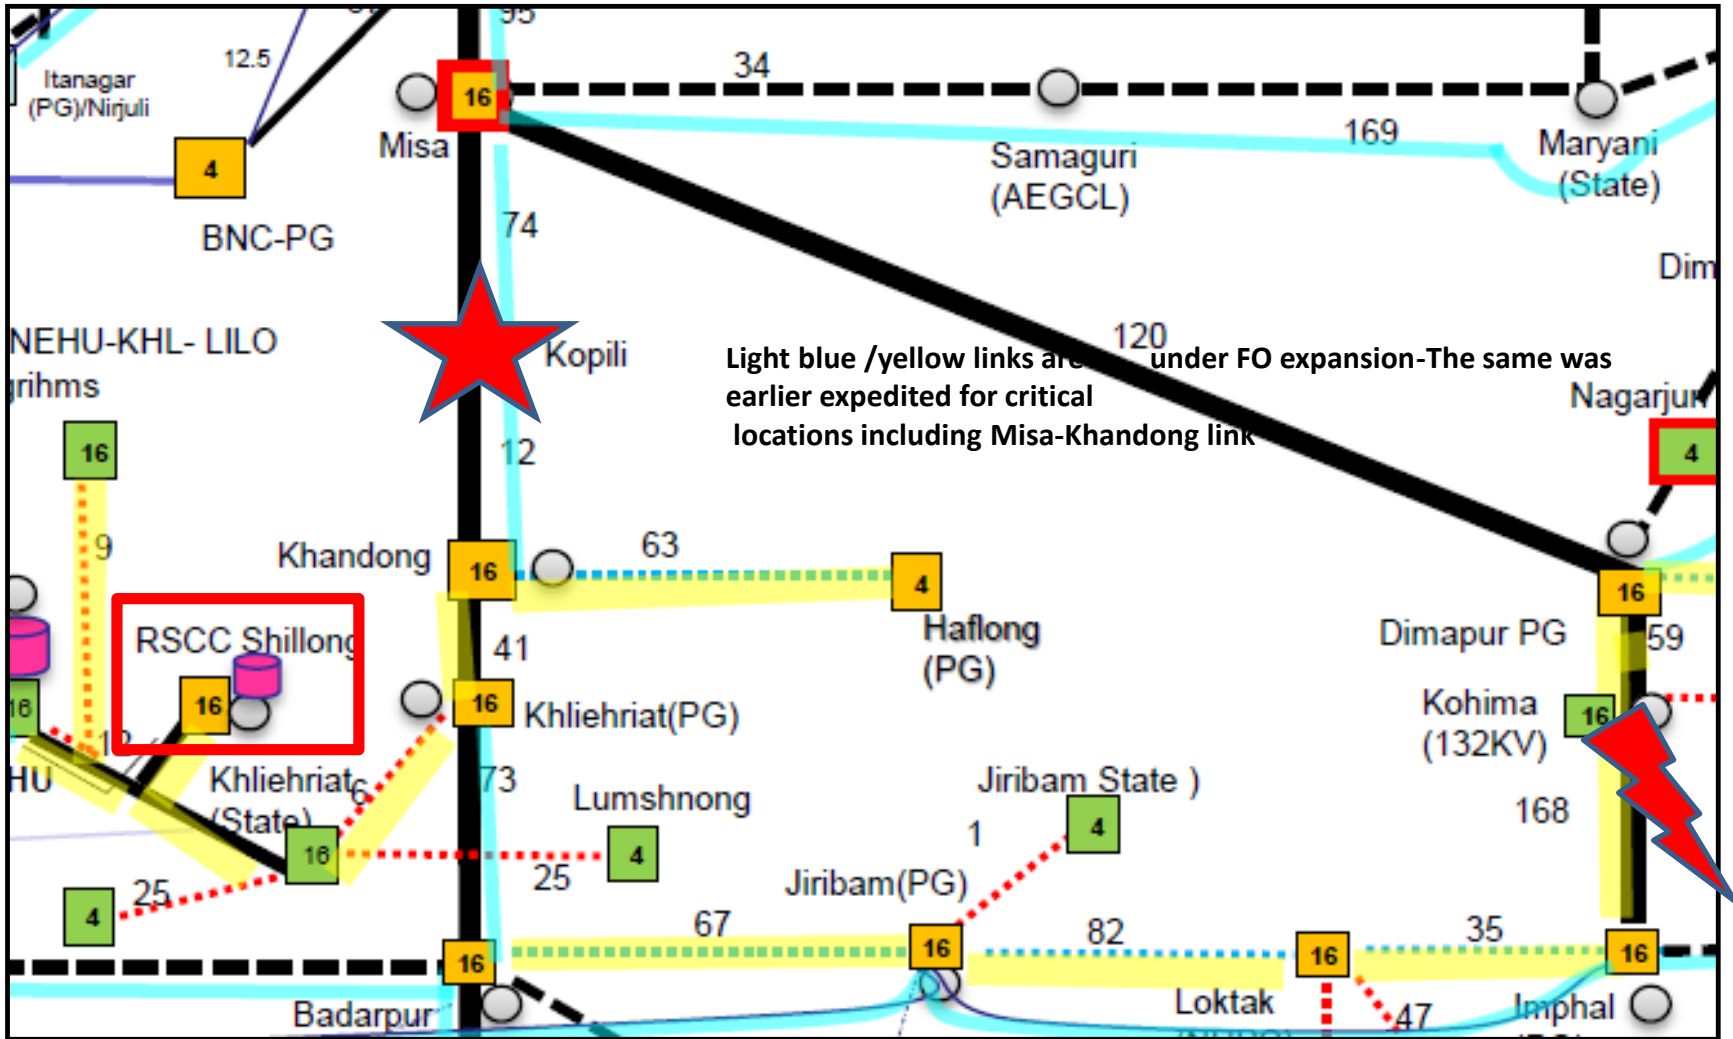 95
34
12.5
Itanagar
(PG)/Nirjuli
16
Misa
169
Maryani
(State)
Samaguri
(AEGCL)
4
BNC-PG
74
Dim
NEHU-KHL- LILO
grihms
Kopili
120
Light blue /yellow links are under FO expansion-The same was
earlier expedited for critical
locations including Misa-Khandong link
Nagarjun
16
12
4
9
Khandong
16
63
4
16
RSCC Shillong
41
Haflong
(PG)
Dimapur PG
59
16
16
16
Khliehriat(PG)
Kohima
(132KV)
16
12
HU
Khliehriat
(State)
6
73
Lumshnong
Jiribam State )
168
16
4
1
4
25
25
4
Jiribam(PG)
67
82
35
16
16
16
16
Badarpur
Loktak
47
Imphal